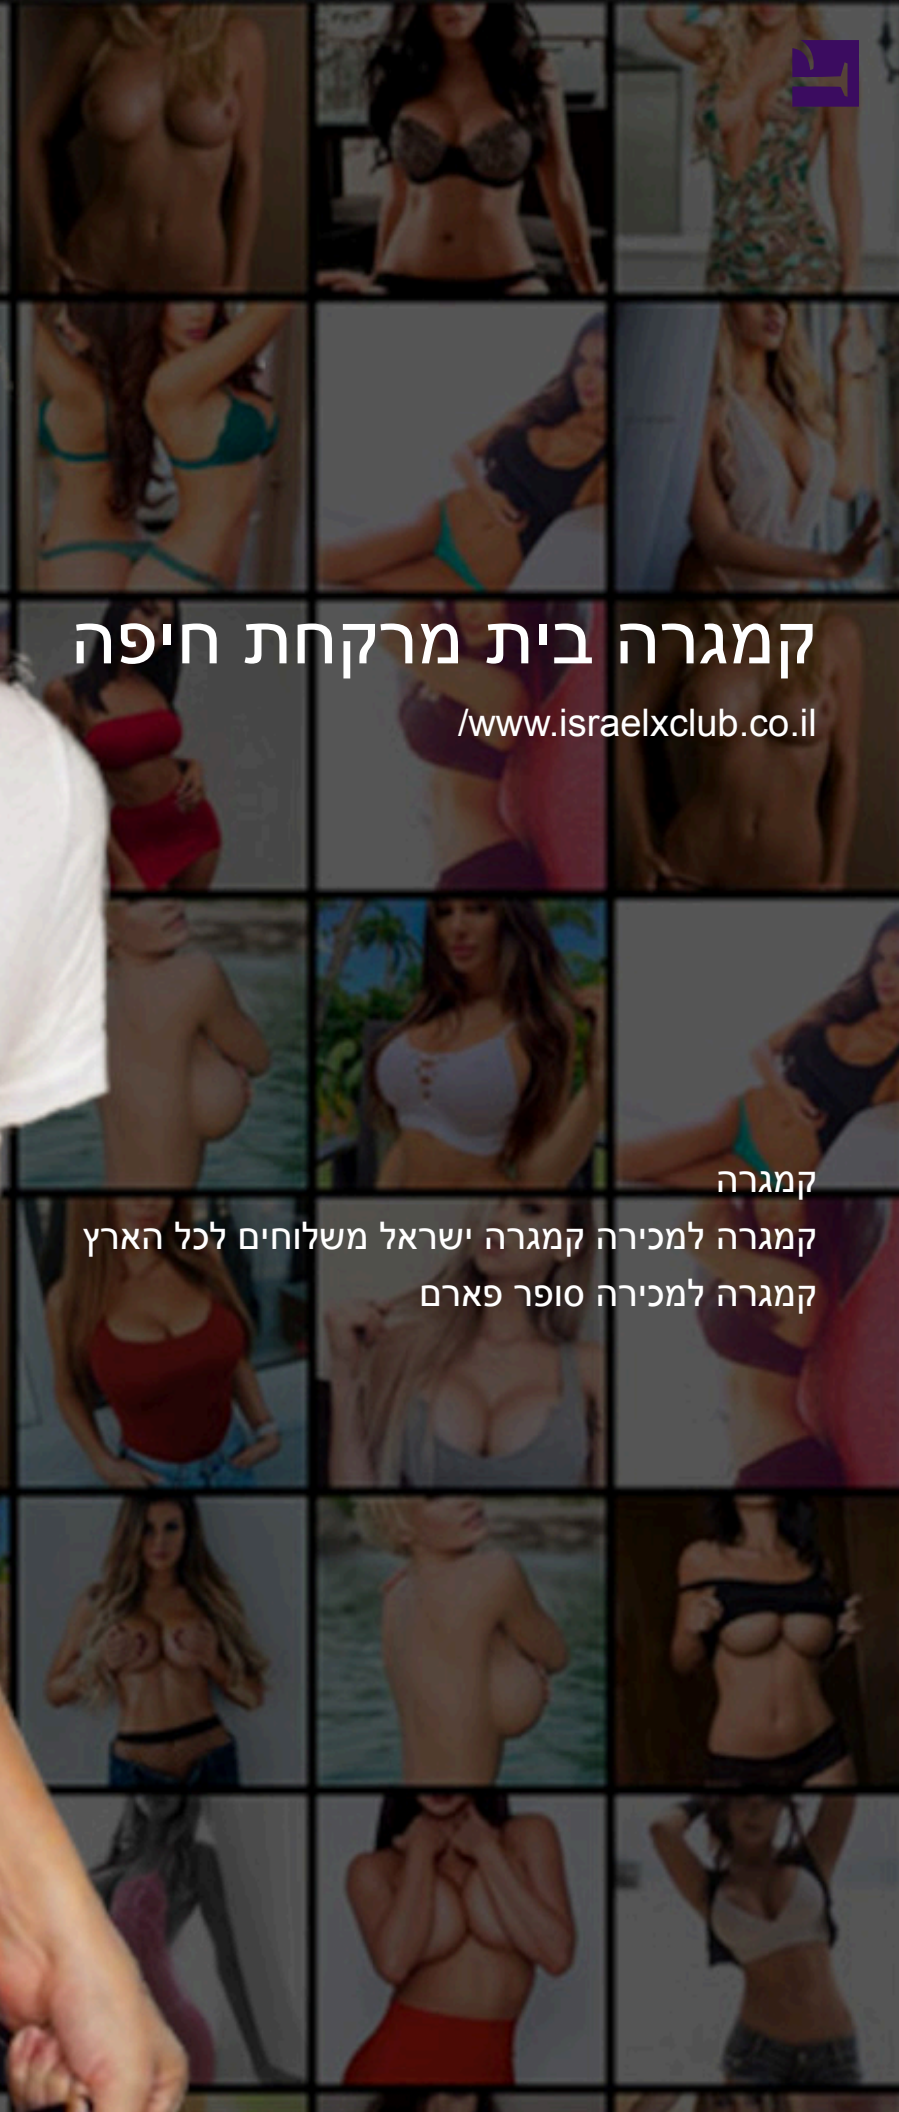 קמגרה בית מרקחת חיפה
www.israelxclub.co.il/
קמגרה
קמגרה למכירה קמגרה ישראל משלוחים לכל הארץ
קמגרה למכירה סופר פארם